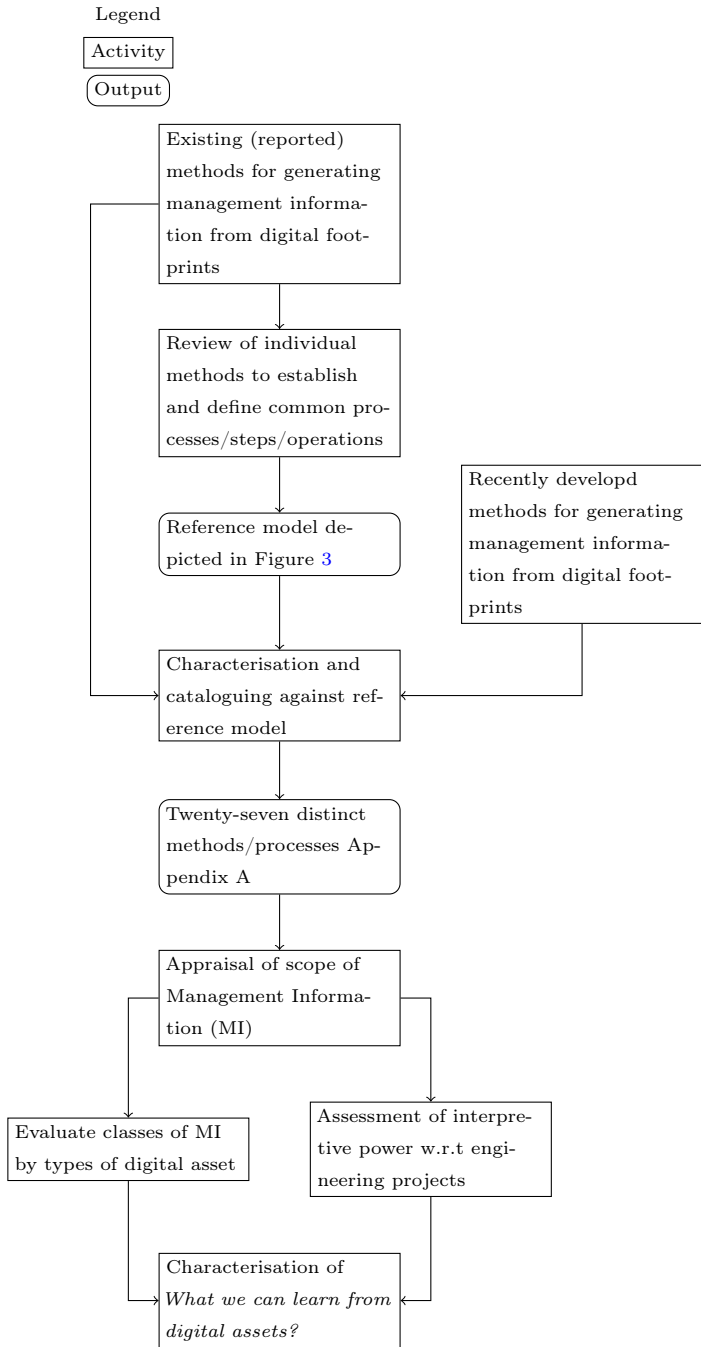 Legend
Activity
Output
Existing (reported)
methods for generating
management informa-
tion from digital foot-
prints
Review of individual
methods to establish
and define common pro-
cesses/steps/operations
Recently developd
methods for generating
management informa-
tion from digital foot-
prints
Reference model de-
picted in Figure 3
Characterisation and
cataloguing against ref-
erence model
Twenty-seven distinct
methods/processes Ap-
pendix A
Appraisal of scope of
Management Informa-
tion (MI)
Evaluate classes of MI
by types of digital asset
Assessment of interpre-
tive power w.r.t engi-
neering projects
Characterisation of
What we can learn from
digital assets?